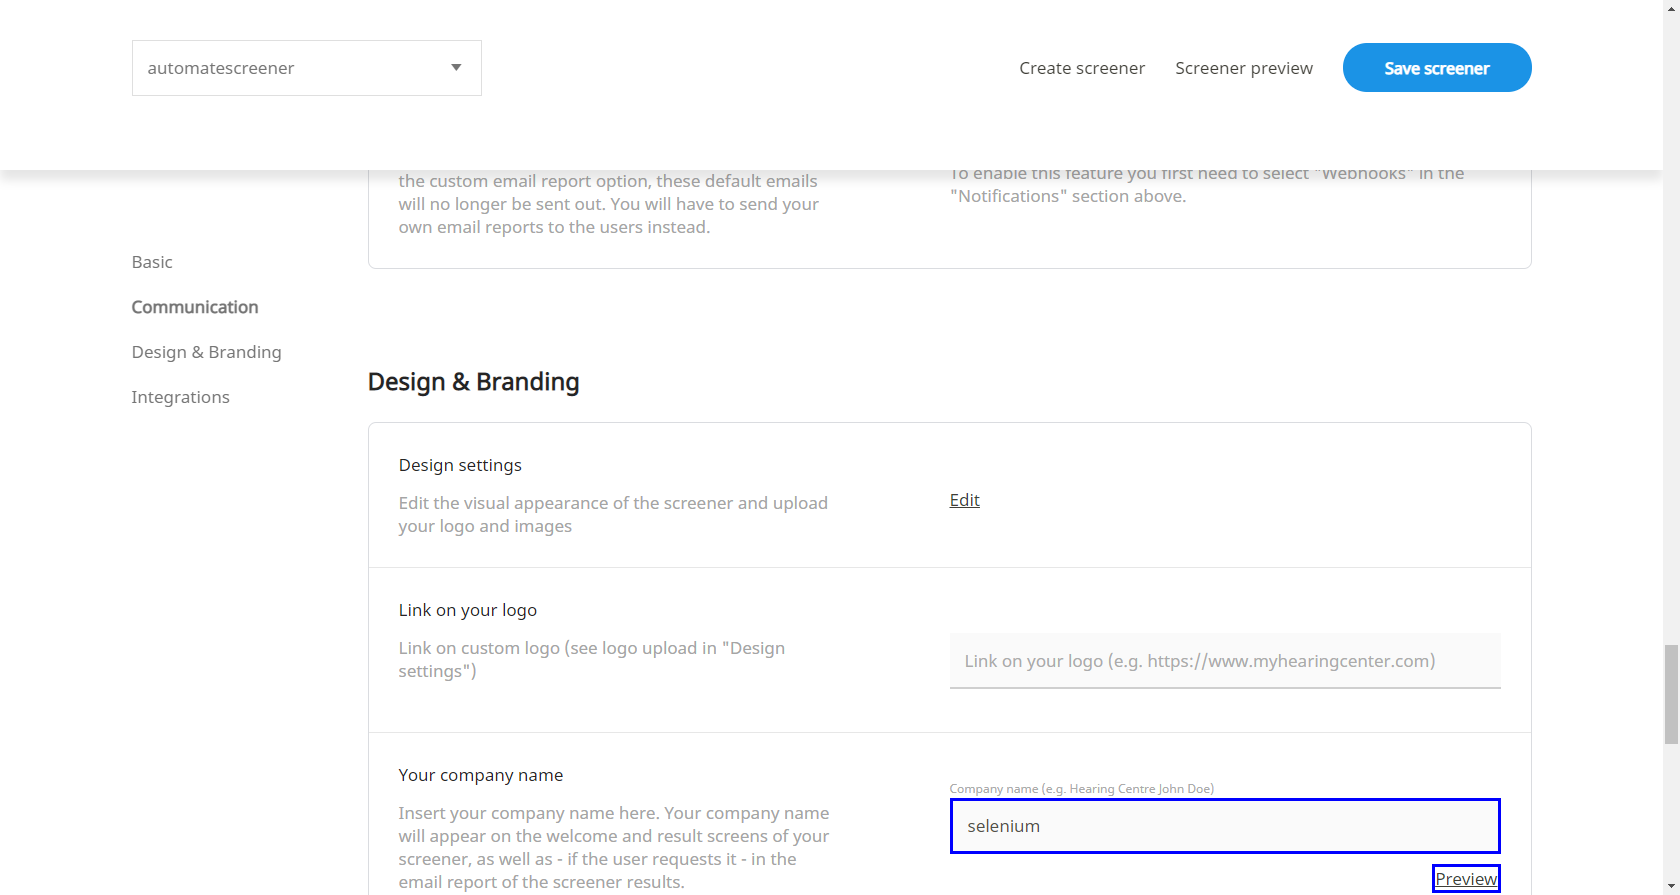 automatescreener
Create screener
Screener preview
Save screener
the custom email report option, these default emails
will no longer be sent out. You will have to send your
own email reports to the users instead.
To enable this feature you first need to select "Webhooks" in the
"Notifications" section above.
Basic
Communication
Design & Branding
Integrations
Design & Branding
Design settings
Edit the visual appearance of the screener and upload
your logo and images
Edit
Link on your logo
Link on custom logo (see logo upload in "Design
settings")
Link on your logo (e.g. https://www.myhearingcenter.com)
Your company name
Insert your company name here. Your company name
will appear on the welcome and result screens of your
screener, as well as - if the user requests it - in the
email report of the screener results.
Company name (e.g. Hearing Centre John Doe)
selenium
Preview